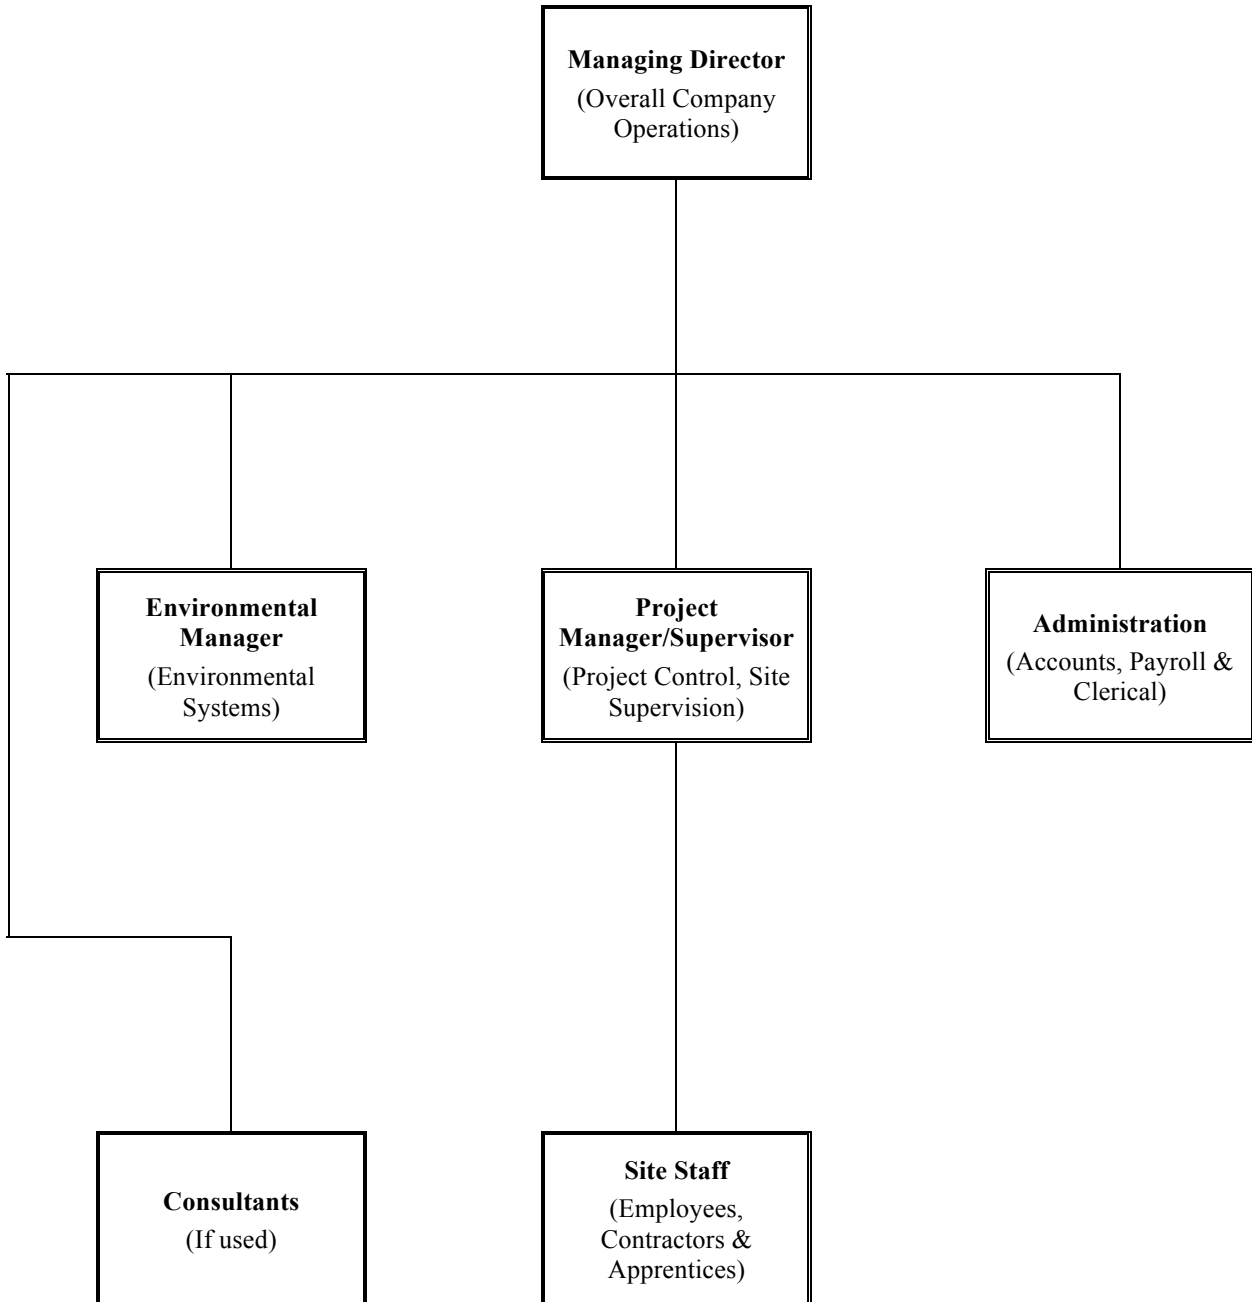 Managing Director
(Overall Company
Operations)
Environmental
Manager
(Environmental
Systems)
Project
Manager/Supervisor
(Project Control, Site
Supervision)
Administration
(Accounts, Payroll &
Clerical)
Consultants
(If used)
Site Staff
(Employees,
Contractors &
Apprentices)